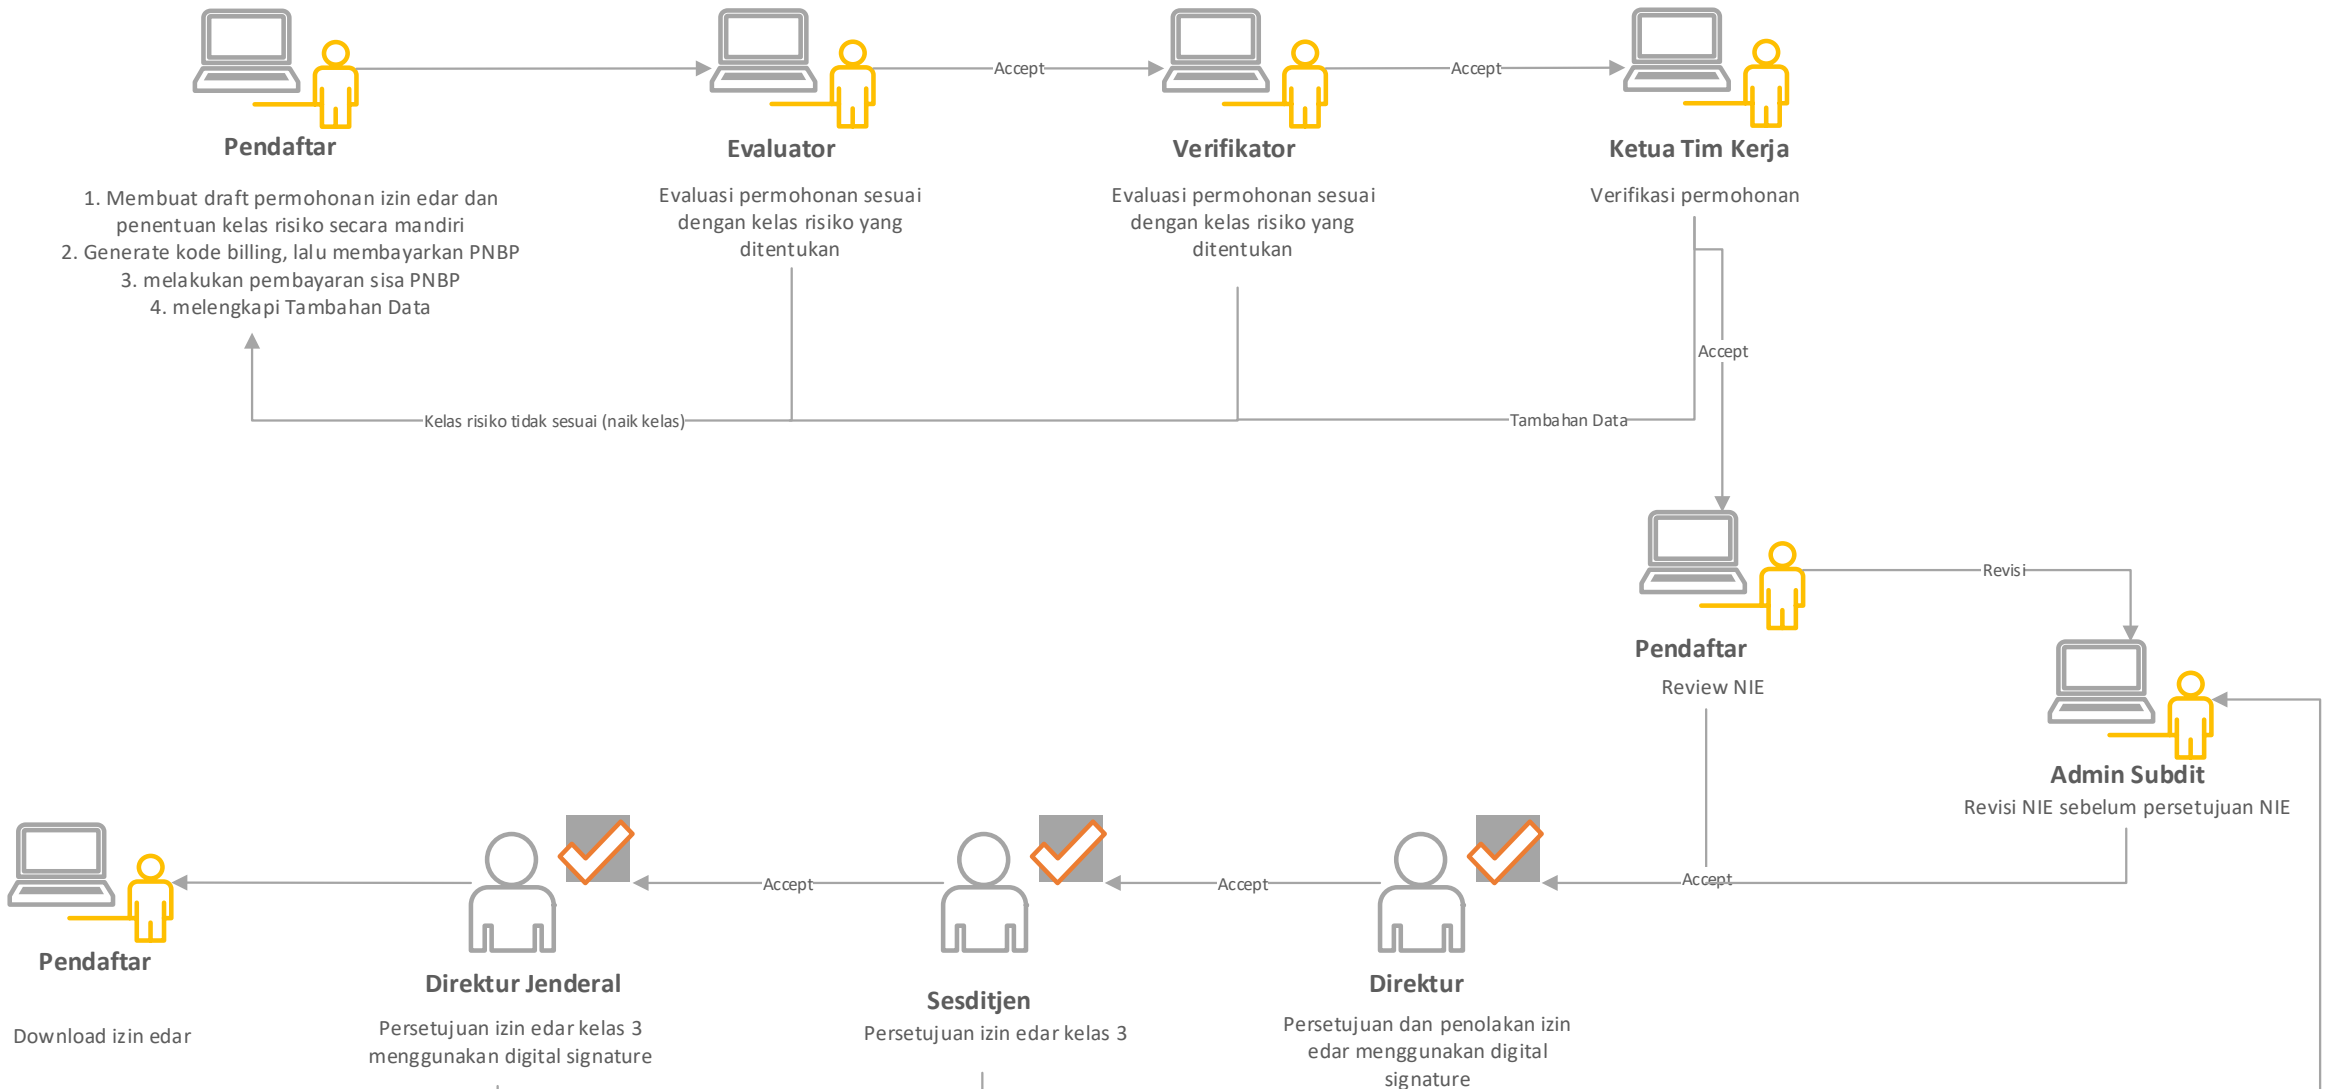 Accept
Accept
Pendaftar
Evaluator
Verifikator
Ketua Tim Kerja
1. Membuat draft permohonan izin edar dan
penentuan kelas risiko secara mandiri
2. Generate kode billing, lalu membayarkan PNBP
3. melakukan pembayaran sisa PNBP
4. melengkapi Tambahan Data
Evaluasi permohonan sesuai
dengan kelas risiko yang
ditentukan
Evaluasi permohonan sesuai
dengan kelas risiko yang
ditentukan
Verifikasi permohonan
Accept
Kelas risiko tidak sesuai (naik kelas)
Tambahan Data
Revisi
Pendaftar
Review NIE
Admin Subdit
Revisi NIE sebelum persetujuan NIE
Accept
Accept
Accept
Pendaftar
Download izin edar
Direktur Jenderal
Persetujuan izin edar kelas 3
menggunakan digital signature
Sesditjen
Persetujuan izin edar kelas 3
Direktur
Persetujuan dan penolakan izin
edar menggunakan digital
signature